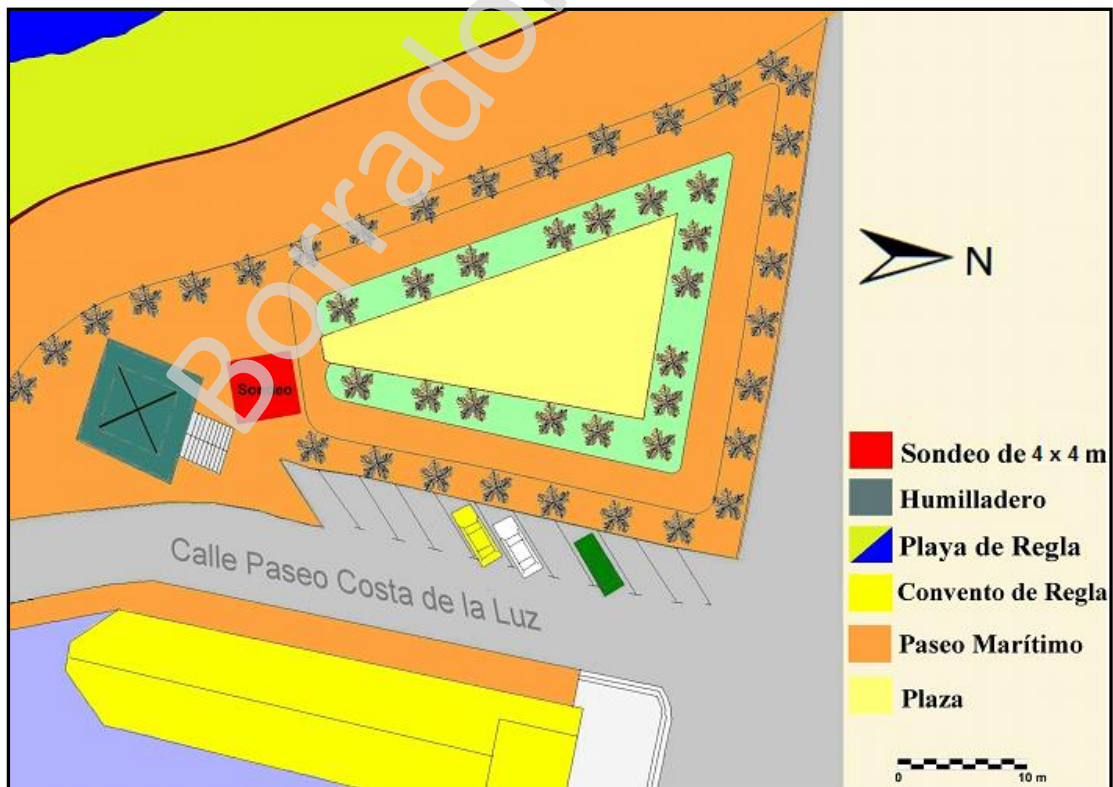 Borrador
Sondeo
Calle Paseo Costa de la Luz
N
Sondeo de 4 x 4 m
Humilladero
Playa de Regla
Convento de Regla
Paseo Marítimo
Plaza
0 10 m